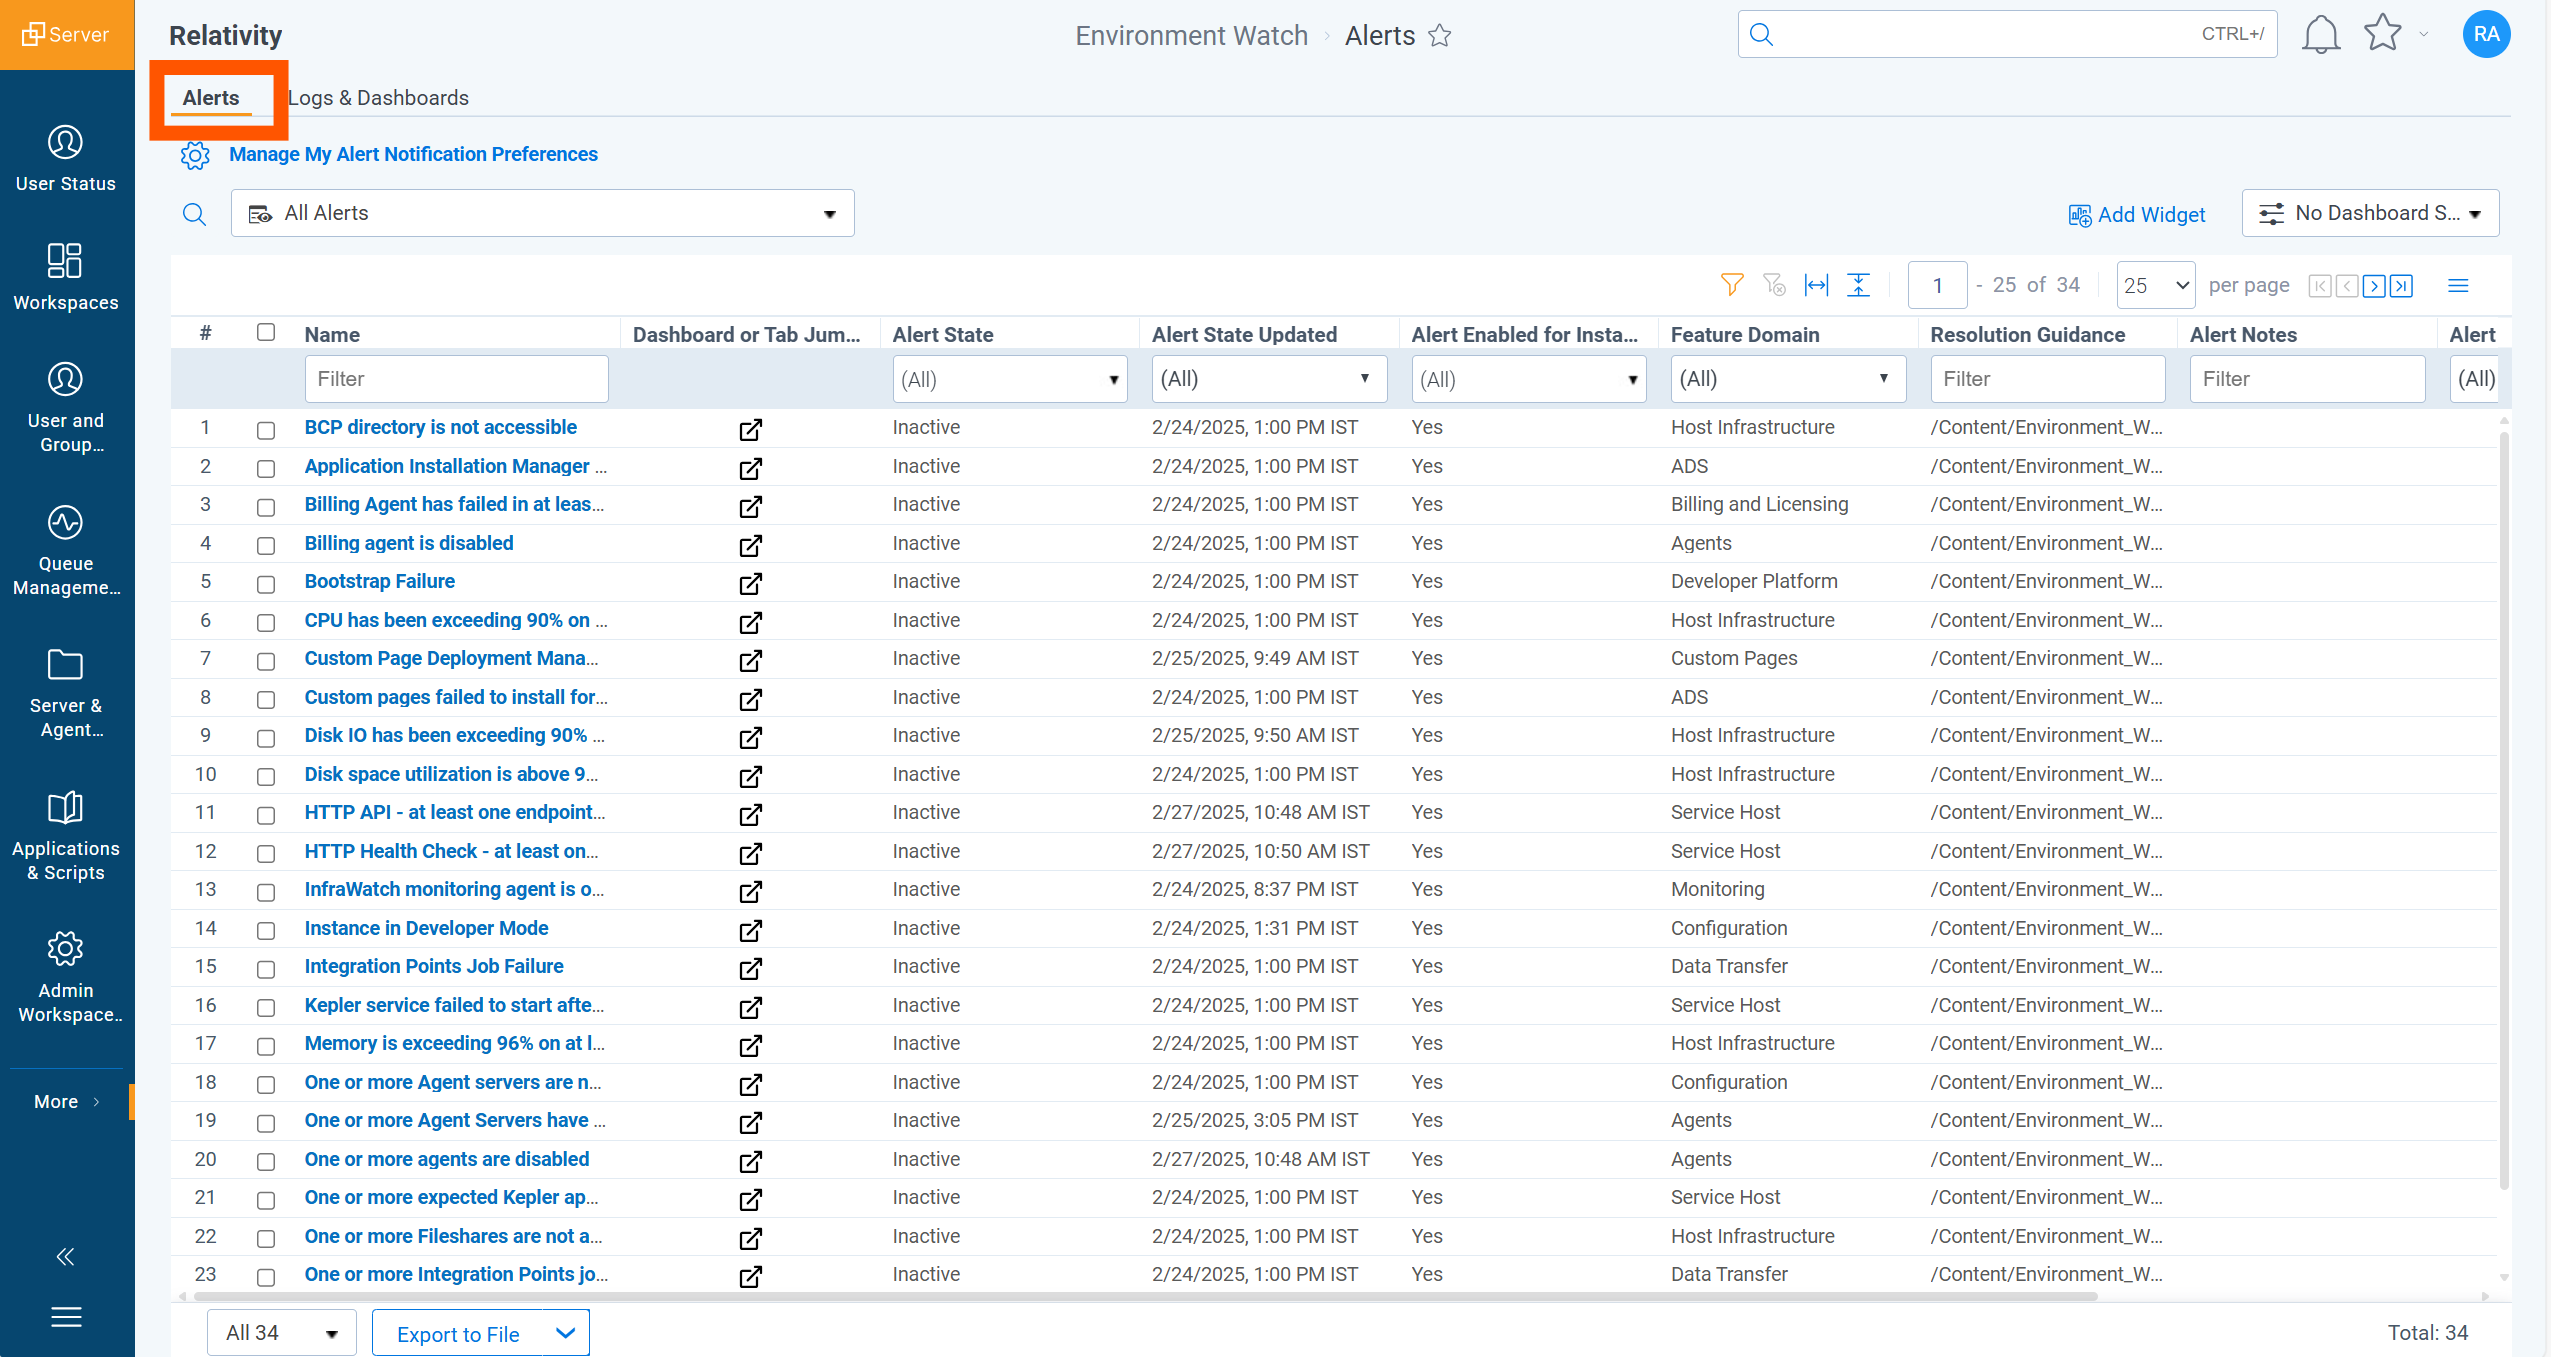 Server
Relativity
Environment Watch › Alerts
CTRL+/
RA
Alerts
Logs & Dashboards
Manage My Alert Notification Preferences
All Alerts
Add Widget
No Dashboard S...
1 - 25 of 34
25
per page
# Name Dashboard or Tab Jum... Alert State Alert State Updated Alert Enabled for Insta... Feature Domain Resolution Guidance Alert Notes Alert
Filter (All) (All) (All) (All) Filter Filter (All)
1 BCP directory is not accessible Inactive 2/24/2025, 1:00 PM IST Yes Host Infrastructure /Content/Environment_W...
2 Application Installation Manager ... Inactive 2/24/2025, 1:00 PM IST Yes ADS /Content/Environment_W...
3 Billing Agent has failed in at leas... Inactive 2/24/2025, 1:00 PM IST Yes Billing and Licensing /Content/Environment_W...
4 Billing agent is disabled Inactive 2/24/2025, 1:00 PM IST Yes Agents /Content/Environment_W...
5 Bootstrap Failure Inactive 2/24/2025, 1:00 PM IST Yes Developer Platform /Content/Environment_W...
6 CPU has been exceeding 90% on ... Inactive 2/24/2025, 1:00 PM IST Yes Host Infrastructure /Content/Environment_W...
7 Custom Page Deployment Mana... Inactive 2/25/2025, 9:49 AM IST Yes Custom Pages /Content/Environment_W...
8 Custom pages failed to install for... Inactive 2/24/2025, 1:00 PM IST Yes ADS /Content/Environment_W...
9 Disk IO has been exceeding 90% ... Inactive 2/25/2025, 9:50 AM IST Yes Host Infrastructure /Content/Environment_W...
10 Disk space utilization is above 9... Inactive 2/24/2025, 1:00 PM IST Yes Host Infrastructure /Content/Environment_W...
11 HTTP API - at least one endpoint... Inactive 2/27/2025, 10:48 AM IST Yes Service Host /Content/Environment_W...
12 HTTP Health Check - at least on... Inactive 2/27/2025, 10:50 AM IST Yes Service Host /Content/Environment_W...
13 InfraWatch monitoring agent is o... Inactive 2/24/2025, 8:37 PM IST Yes Monitoring /Content/Environment_W...
14 Instance in Developer Mode Inactive 2/24/2025, 1:31 PM IST Yes Configuration /Content/Environment_W...
15 Integration Points Job Failure Inactive 2/24/2025, 1:00 PM IST Yes Data Transfer /Content/Environment_W...
16 Kepler service failed to start afte... Inactive 2/24/2025, 1:00 PM IST Yes Service Host /Content/Environment_W...
17 Memory is exceeding 96% on at l... Inactive 2/24/2025, 1:00 PM IST Yes Host Infrastructure /Content/Environment_W...
18 One or more Agent servers are n... Inactive 2/24/2025, 1:00 PM IST Yes Configuration /Content/Environment_W...
19 One or more Agent Servers have ... Inactive 2/25/2025, 3:05 PM IST Yes Agents /Content/Environment_W...
20 One or more agents are disabled Inactive 2/27/2025, 10:48 AM IST Yes Agents /Content/Environment_W...
21 One or more expected Kepler ap... Inactive 2/24/2025, 1:00 PM IST Yes Service Host /Content/Environment_W...
22 One or more Fileshares are not a... Inactive 2/24/2025, 1:00 PM IST Yes Host Infrastructure /Content/Environment_W...
23 One or more Integration Points jo... Inactive 2/24/2025, 1:00 PM IST Yes Data Transfer /Content/Environment_W...
All 34
Export to File
Total: 34
User Status
Workspaces
User and
Group...
Queue
Manageme...
Server &
Agent...
Applications
& Scripts
Admin
Workspace..
More ›